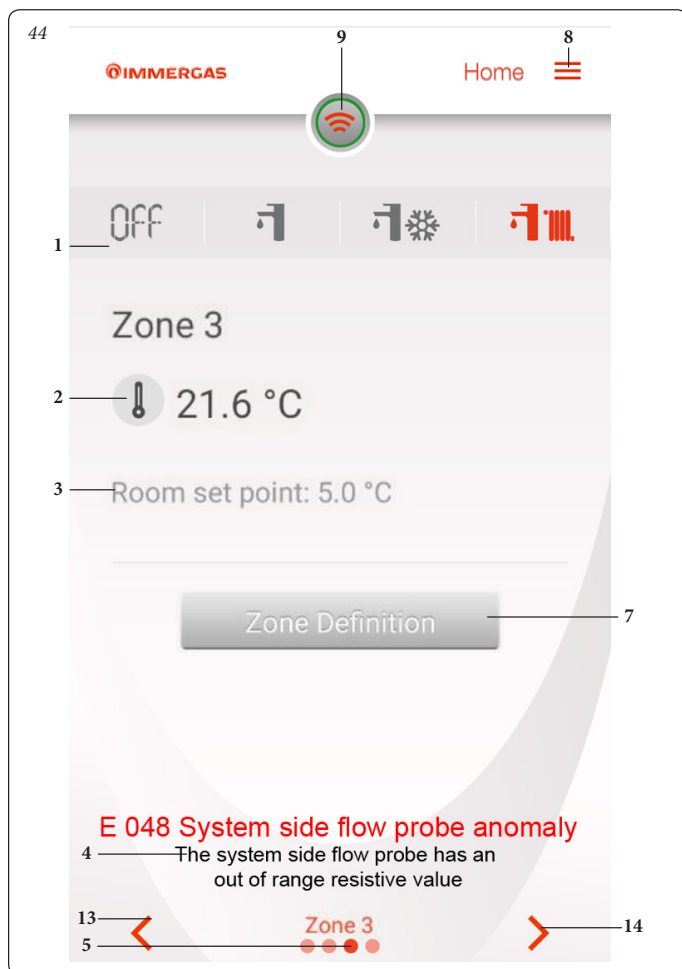 44
9
8
IMMERGAS
Home
OFF
1
Zone 3
2
21.6 °C
3
Room set point: 5.0 °C
Zone Definition
7
E 048 System side flow probe anomaly
4
The system side flow probe has an
out of range resistive value
13
Zone 3
14
5